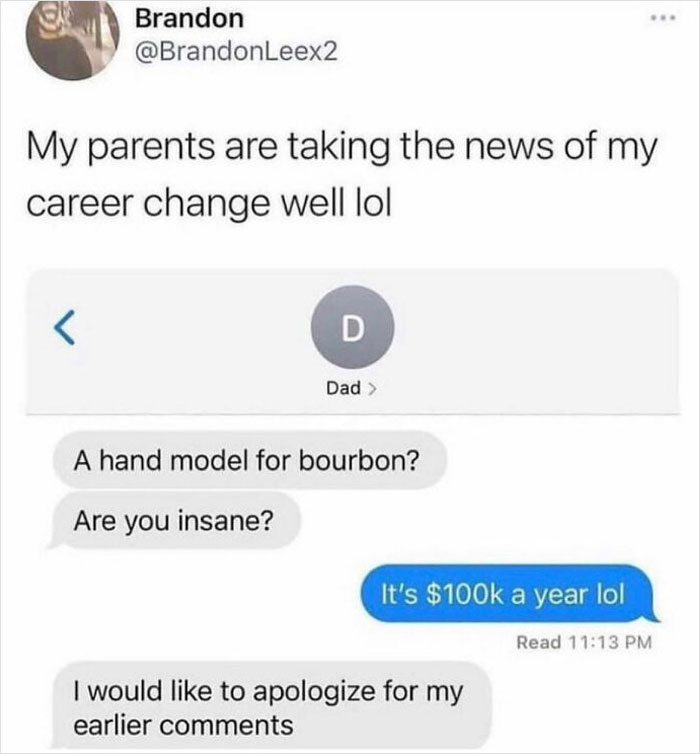 Brandon
@BrandonLeex2
My parents are taking the news of my
career change well lol
D
Dad >
A hand model for bourbon?
Are you insane?
It's $100k a year lol
Read 11:13 PM
I would like to apologize for my
earlier comments